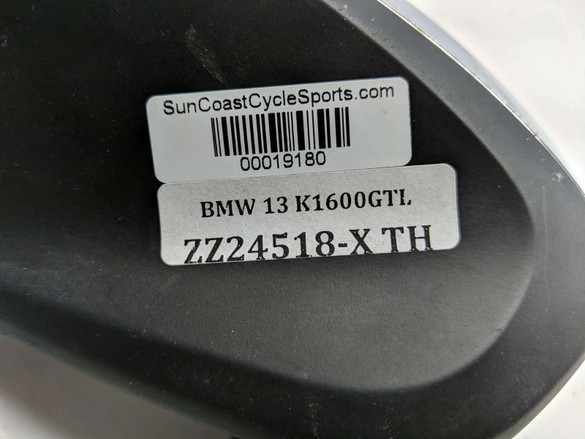 SunCoastCycleSports.com
00019180
BMW 13 K1600GTL
ZZ24518-X TH